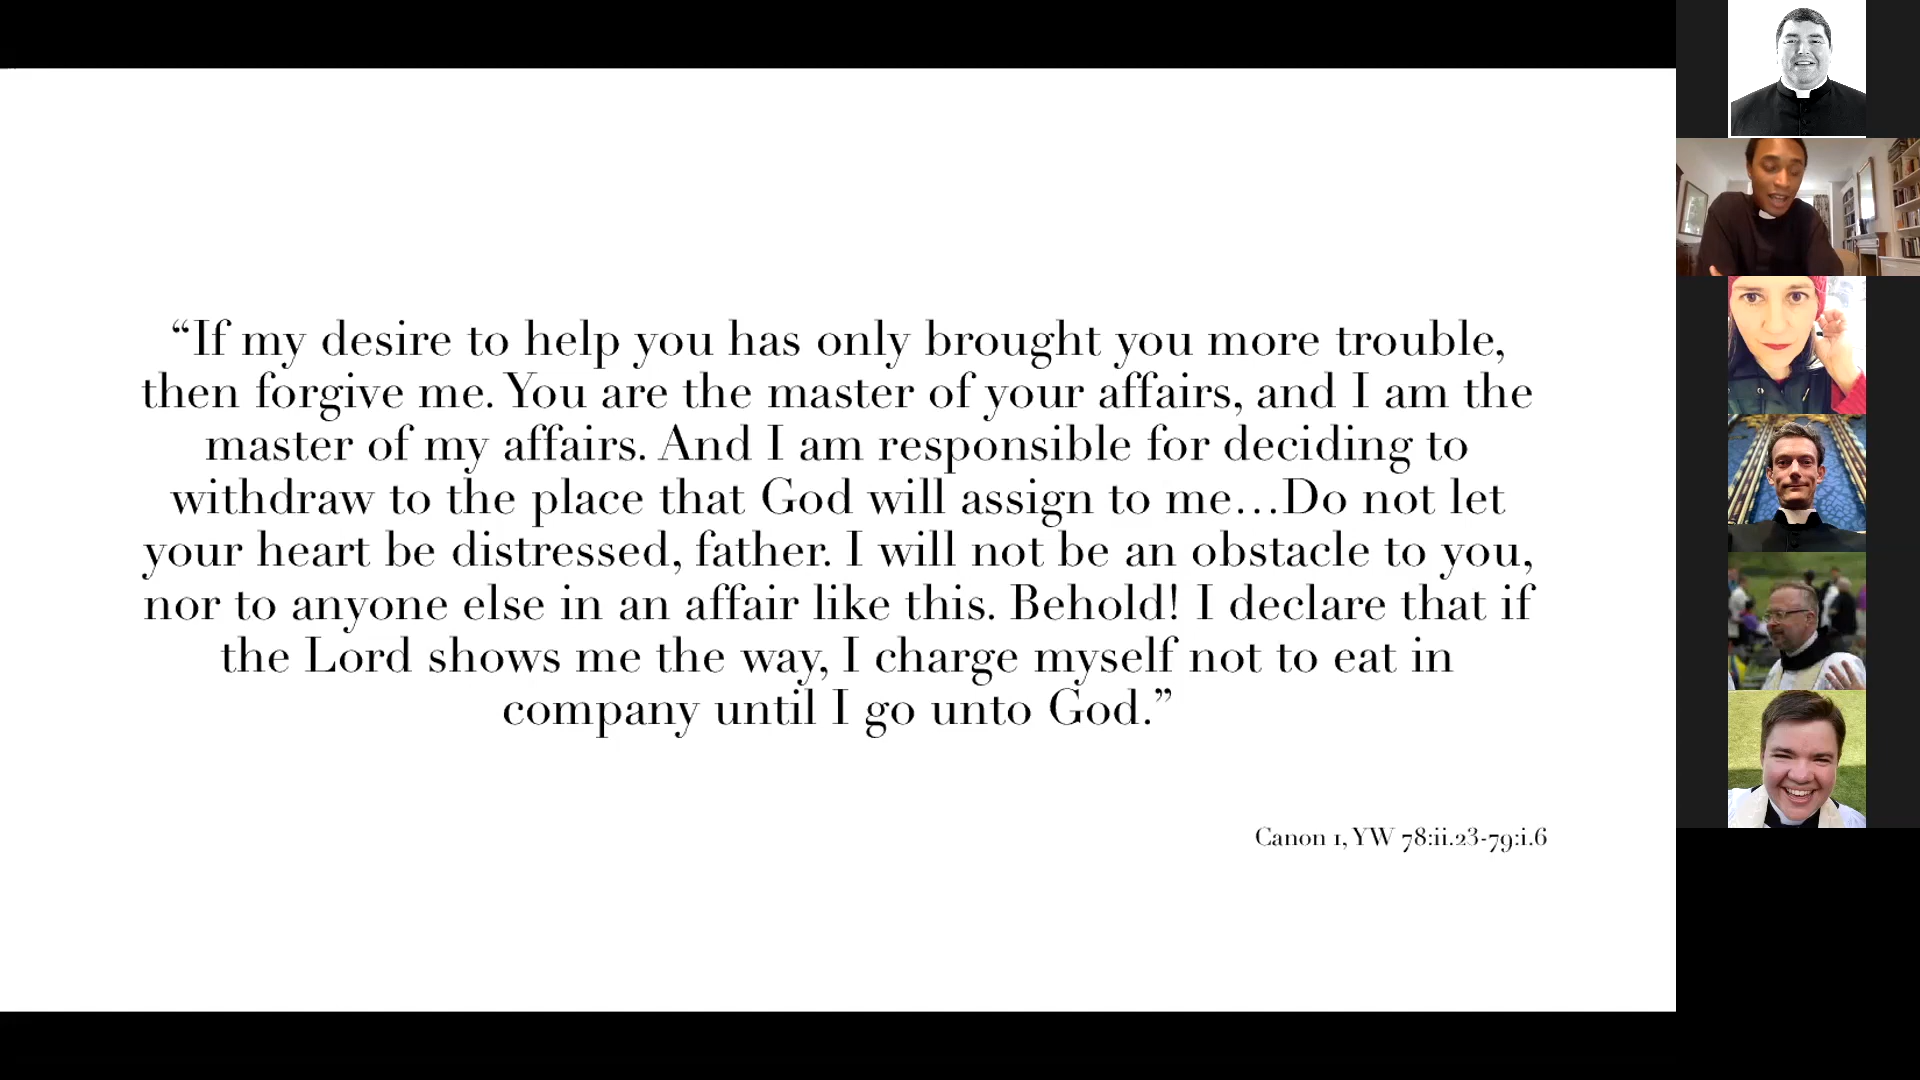 “If my desire to help you has only brought you more trouble,
then forgive me. You are the master of your affairs, and I am the
master of my affairs. And I am responsible for deciding to
withdraw to the place that God will assign to me…Do not let
your heart be distressed, father. I will not be an obstacle to you,
nor to anyone else in an affair like this. Behold! I declare that if
the Lord shows me the way, I charge myself not to eat in
company until I go unto God.”
Canon 1, YW 78:ii.23-79:i.6